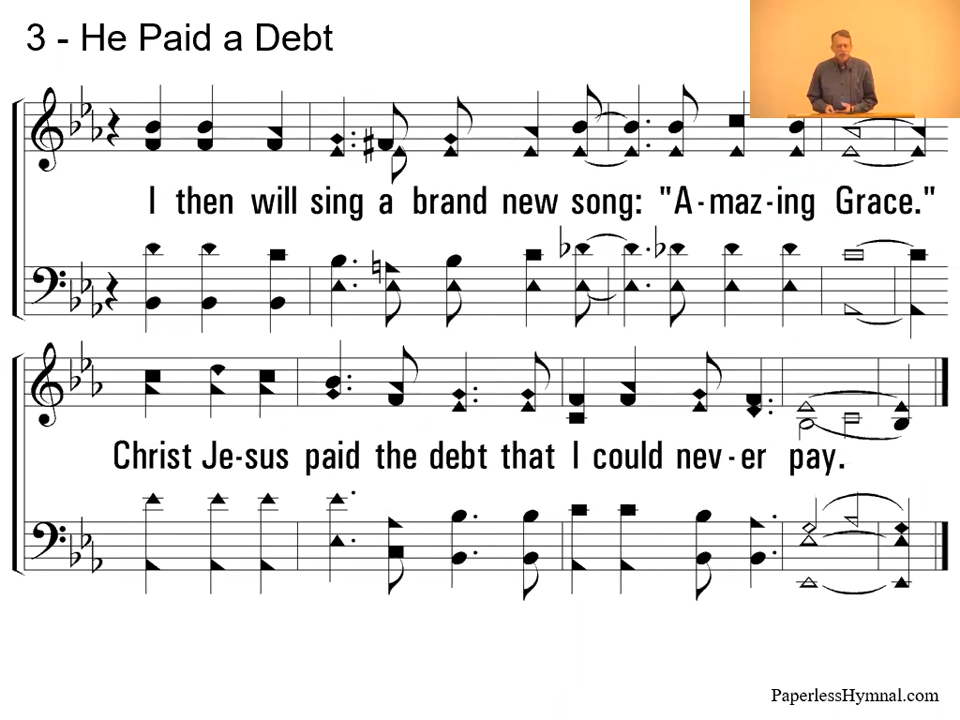 3 - He Paid a Debt
I then will sing a brand new song: "A-maz-ing Grace."
Christ Je-sus paid the debt that I could nev-er pay.
PaperlessHymnal.com